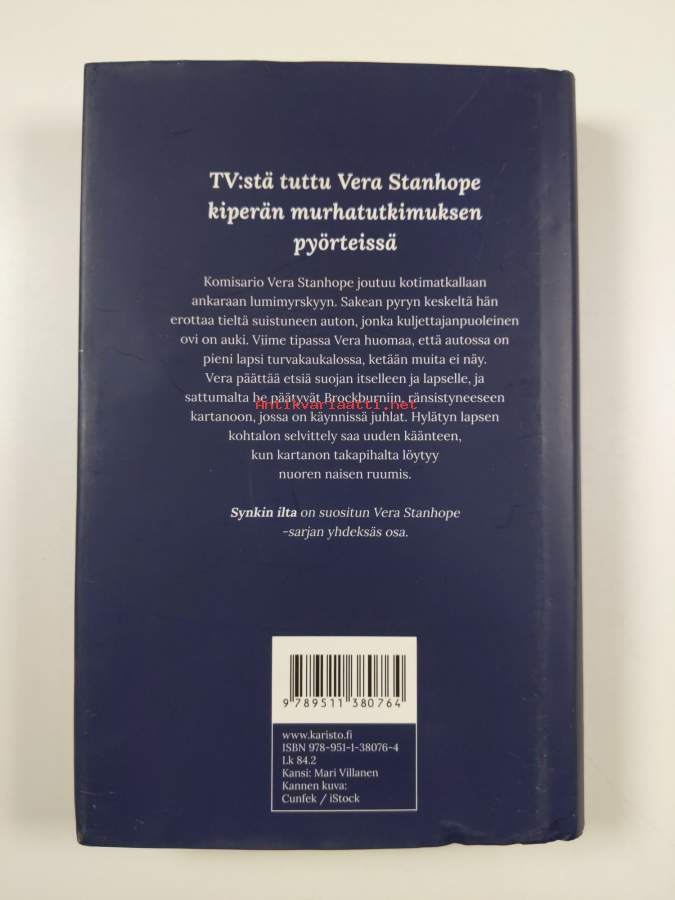 TV:stä tuttu Vera Stanhope
kiperän murhatutkimuksen
pyörteissä
Komisario Vera Stanhope joutuu kotimatkallaan
ankaraan lumimyrskyyn. Sakean pyryn keskeltä hän
erottaa tieltä suistuneen auton, jonka kuljettajanpuoleinen
ovi on auki. Viime tipassa Vera huomaa, että autossa on
pieni lapsi turvakaukalossa, ketään muita ei näy.
Vera päättää etsiä suojan itselleen ja lapselle, ja
sattumalta he päätyvät Brockburniin, ränsistyneeseen
Antikvariaatti.net
kartanoon, jossa on käynnissä juhlat. Hylätyn lapsen
kohtalon selvittely saa uuden käänteen,
kun kartanon takapihalta löytyy
nuoren naisen ruumis.
Synkin ilta on suositun Vera Stanhope
-sarjan yhdeksäs osa.
9 789511 380764
www.karisto.fi
ISBN 978-951-1-38076-4
Lk 84.2
Kansi: Mari Villanen
Kannen kuva:
Cunfek / iStock